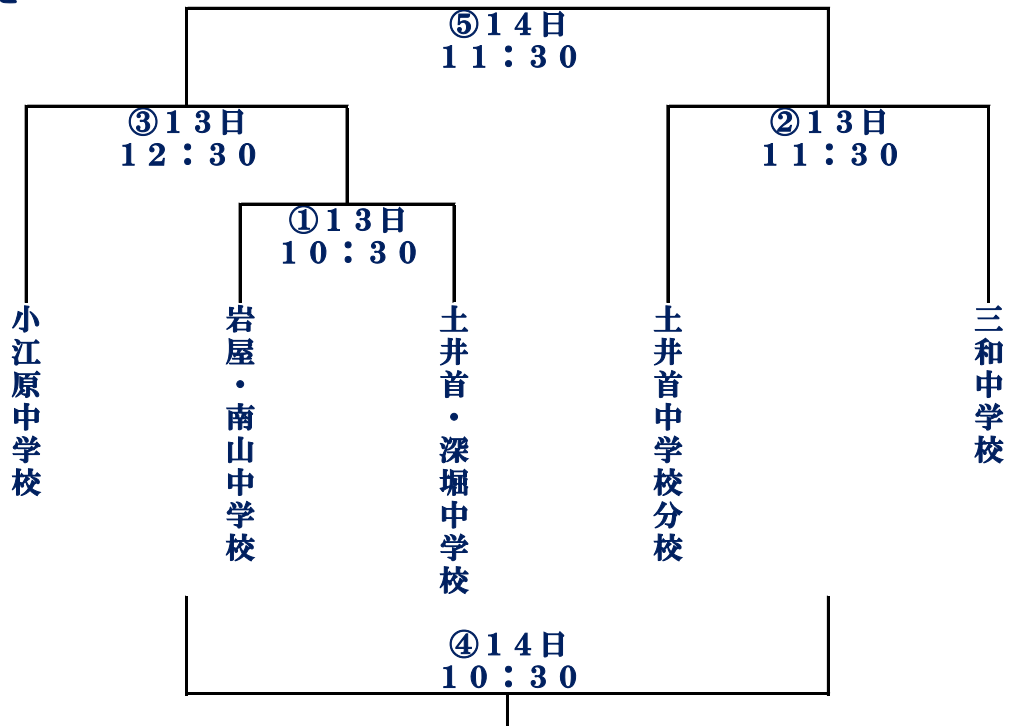 ⑤１４日
１１：３０
③１３日
１２：３０
②１３日
１１：３０
①１３日
１０：３０
小江原中学校
岩屋・南山中学校
土井首・深堀中学校
土井首中学校分校
三和中学校
④１４日
１０：３０